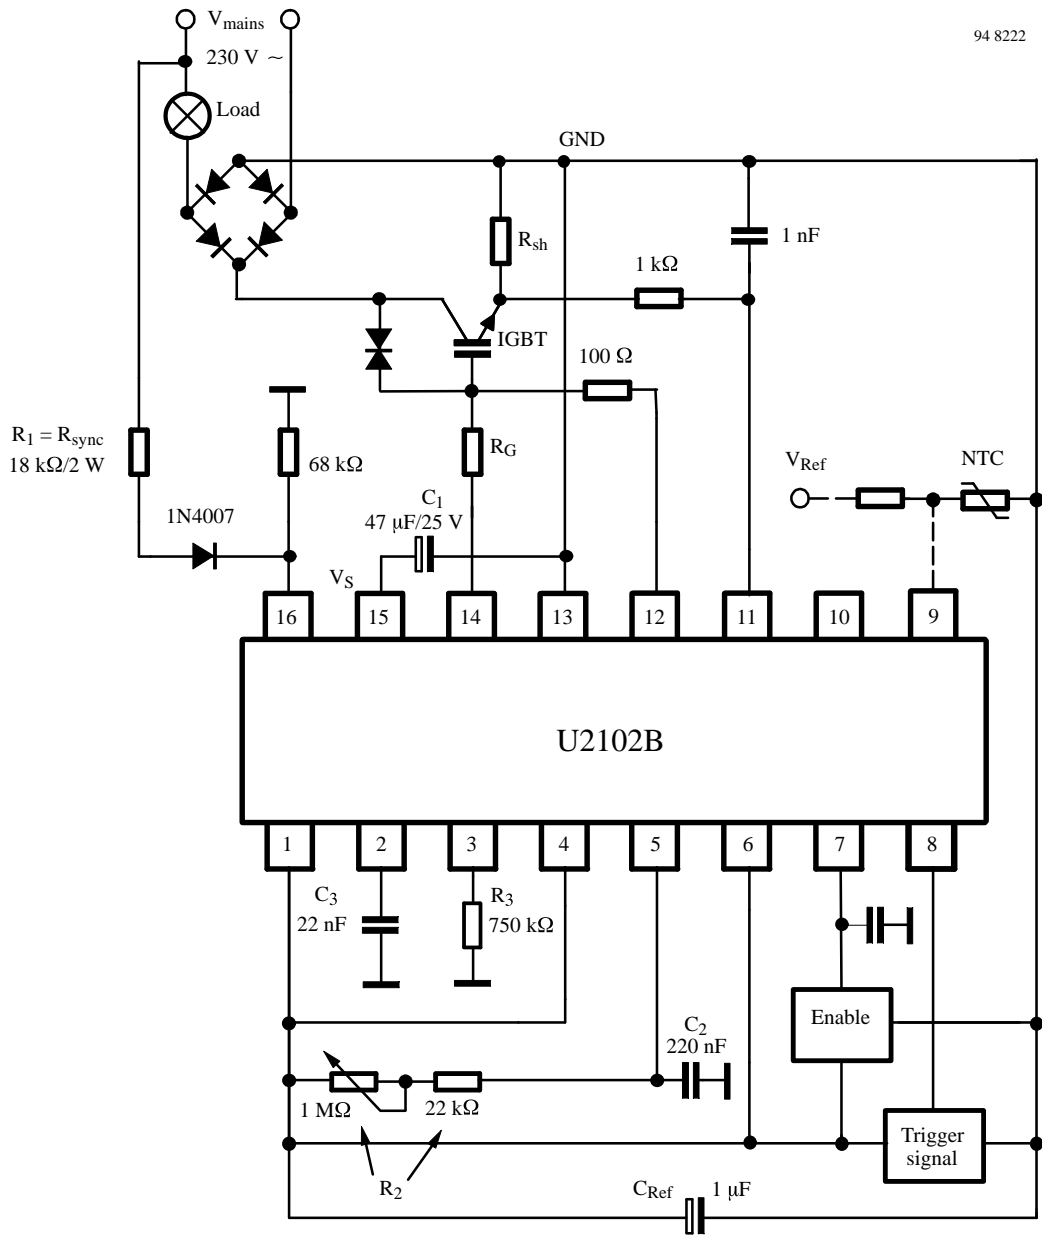 V_mains
230 V ~
94 8222
Load
GND
R_sh
1 nF
1 kΩ
IGBT
100 Ω
R_1 = R_sync
18 kΩ/2 W
68 kΩ
R_G
V_Ref
NTC
C_1
47 μF/25 V
1N4007
V_S
16 15 14 13 12 11 10 9
U2102B
1 2 3 4 5 6 7 8
C_3
22 nF
R_3
750 kΩ
Enable
C_2
220 nF
1 MΩ
22 kΩ
Trigger
signal
R_2
C_Ref
1 μF